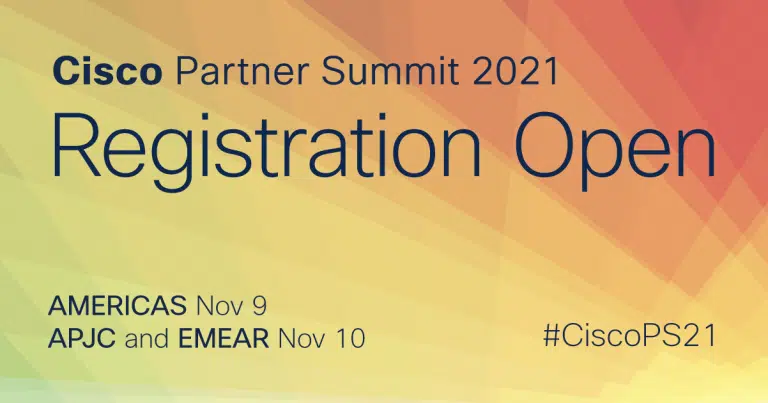 Cisco Partner Summit 2021
Registration Open
AMERICAS Nov 9
APJC and EMEAR Nov 10
#CiscoPS21